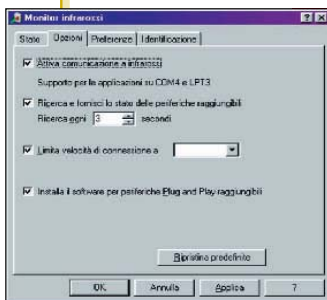 Monitor infrarossi
Stato Opzioni Preferenze Identificazione
Attiva comunicazione a infrarossi
Supporto per le applicazioni su COM4 e LPT3
Ricerca e fornisci lo stato delle periferiche raggiungibili
Ricerca ogni 3 secondi
Limita velocità di connessione a
Installa il software per periferiche Plug and Play raggiungibili
Ripristina predefinito
OK Annulla Applica ?